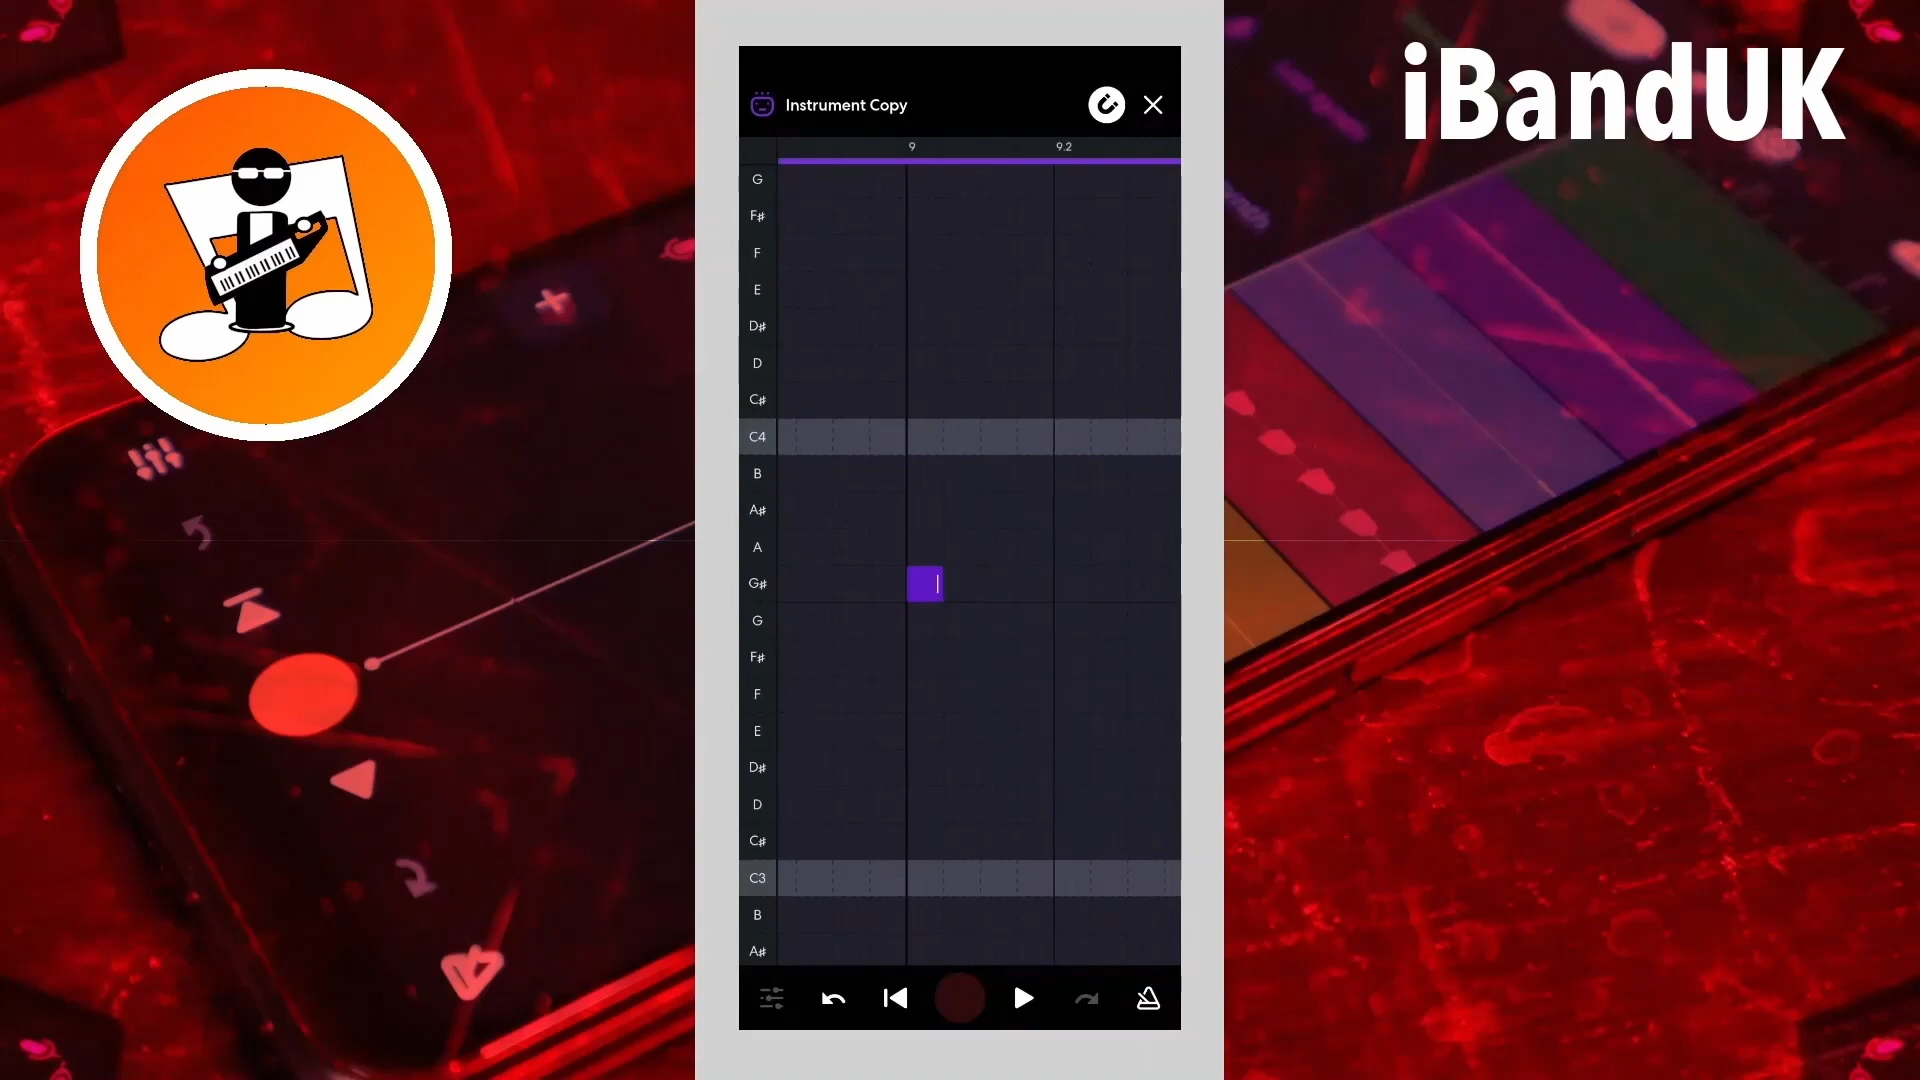 iBandUK
Instrument Copy
9 9.2
G
F#
F
E
D#
D
C#
C4
B
A#
A
G#
G
F#
F
E
D#
D
C#
C3
B
A#